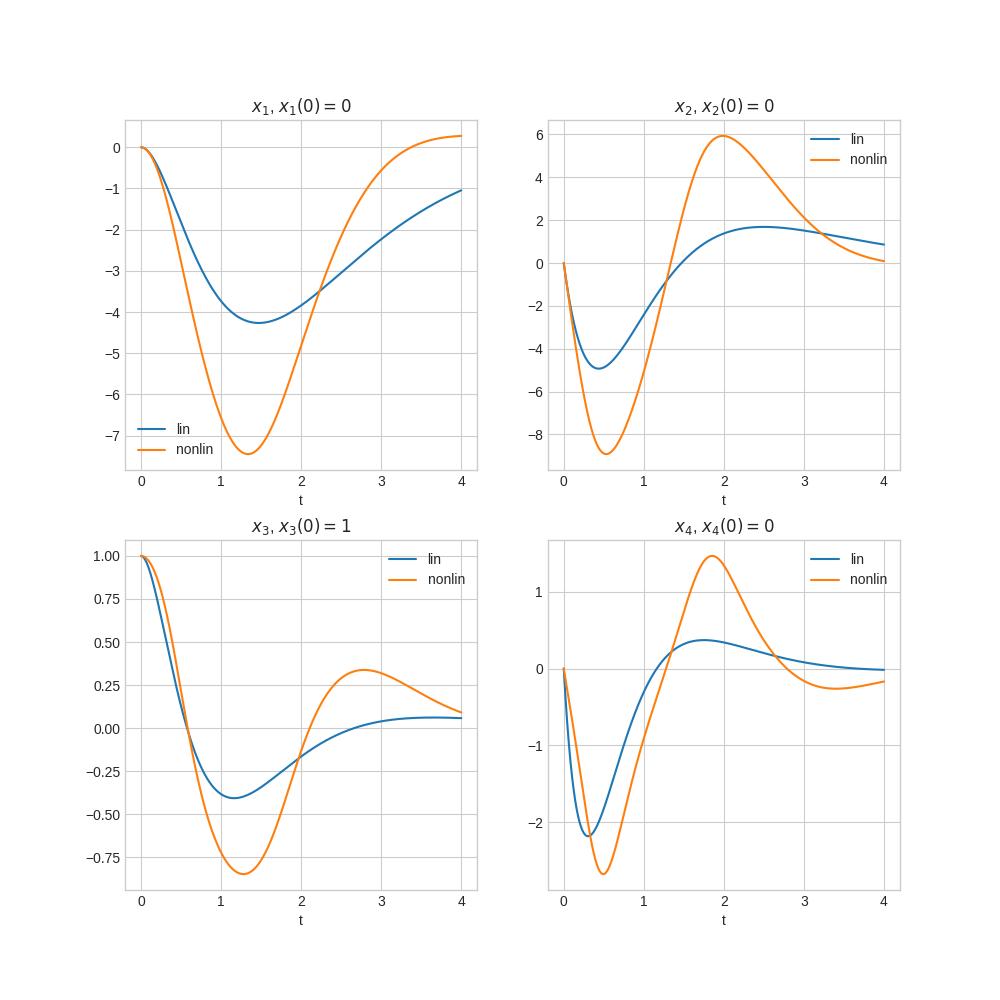 x₁, x₁(0) = 0
0
−1
−2
−3
−4
−5
−6
−7
lin
nonlin
0 1 2 3 4
t
x₂, x₂(0) = 0
6
4
2
0
−2
−4
−6
−8
lin
nonlin
0 1 2 3 4
t
x₃, x₃(0) = 1
1.00
0.75
0.50
0.25
0.00
−0.25
−0.50
−0.75
lin
nonlin
0 1 2 3 4
t
x₄, x₄(0) = 0
1
0
−1
−2
lin
nonlin
0 1 2 3 4
t